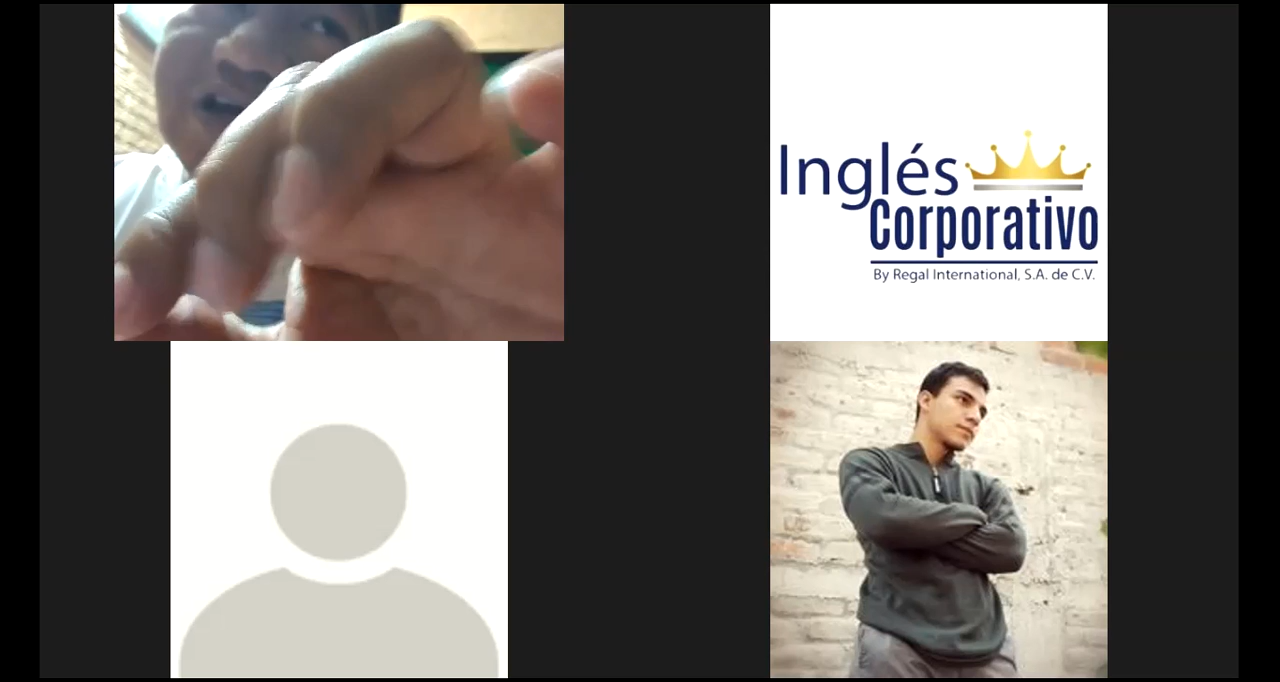 Inglés
Corporativo
By Regal International, S.A. de C.V.